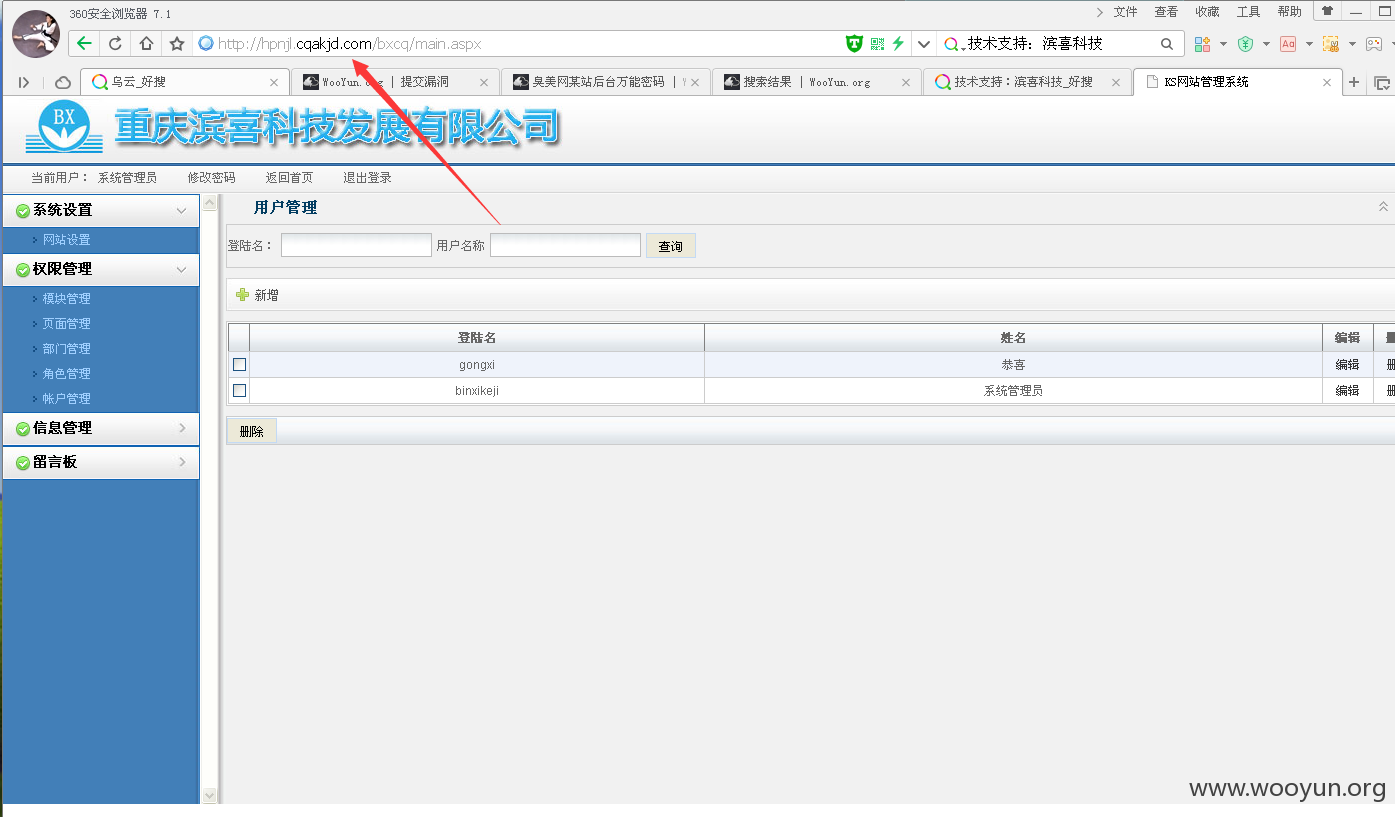 360安全浏览器 7.1
文件 查看 收藏 工具 帮助
http://hpnjl.cqakjd.com/bxcq/main.aspx
技术支持：滨喜科技
乌云_好搜
WooYun.org | 提交漏洞
臭美网某站后台万能密码 |
搜索结果 | WooYun.org
技术支持：滨喜科技_好搜
KS网站管理系统
BX
重庆滨喜科技发展有限公司
当前用户： 系统管理员 修改密码 返回首页 退出登录
系统设置
网站设置
权限管理
模块管理
页面管理
部门管理
角色管理
帐户管理
信息管理
留言板
用户管理
登陆名： 用户名称 查询
新增
登陆名 姓名 编辑
gongxi 恭喜 编辑
binxikeji 系统管理员 编辑
删除
www.wooyun.org